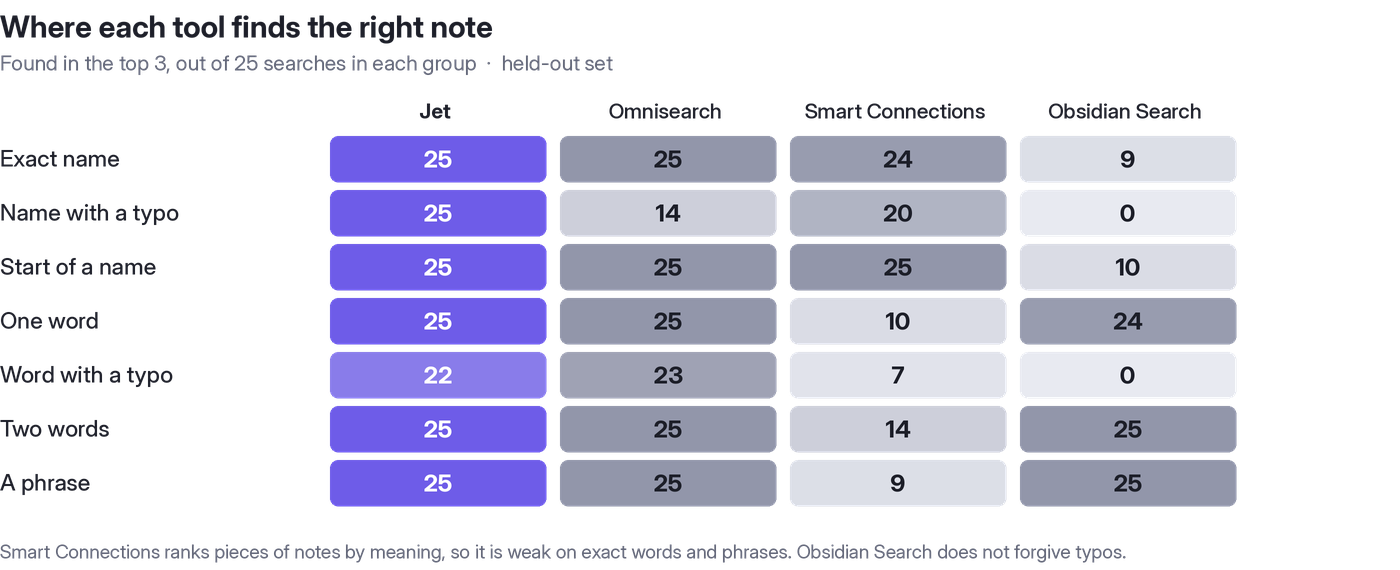 Where each tool finds the right note
Found in the top 3, out of 25 searches in each group · held-out set
Jet Omnisearch Smart Connections Obsidian Search
Exact name 25 25 24 9
Name with a typo 25 14 20 0
Start of a name 25 25 25 10
One word 25 25 10 24
Word with a typo 22 23 7 0
Two words 25 25 14 25
A phrase 25 25 9 25
Smart Connections ranks pieces of notes by meaning, so it is weak on exact words and phrases. Obsidian Search does not forgive typos.